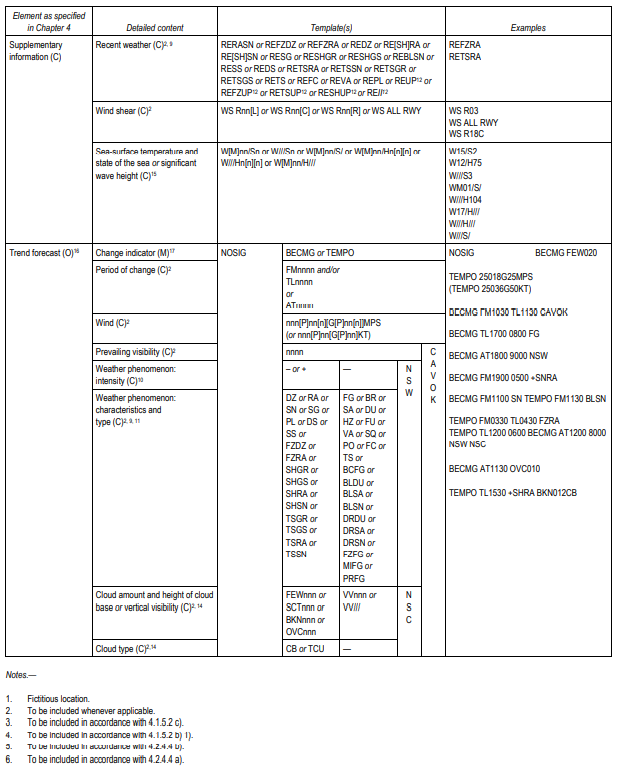 Element as specified
in Chapter 4
Detailed content
Template(s)
Examples
Supplementary
information (C)
Recent weather (C)2, 9
RERASN or REFZDZ or REFZRA or REDZ or RE[SH]RA or
RE[SH]SN or RESG or RESHGR or RESHGS or REBLSN or
RESS or REDS or RETSRA or RETSSN or RETSGR or
RETSGS or RETS or REFC or REVA or REPL or REUP12 or
REFZUP12 or RETSUP12 or RESHUP12 or RE//12
REFZRA
RETSRA
Wind shear (C)2
WS Rnn[L] or WS Rnn[C] or WS Rnn[R] or WS ALL RWY
WS R03
WS ALL RWY
WS R18C
Sea-surface temperature and
state of the sea or significant
wave height (C)15
W[M]nn/Sn or W///Sn or W[M]nn/S/ or W[M]nn/Hn[n][n] or
W///Hn[n][n] or W[M]nn/H///
W15/S2
W12/H75
W///S3
WM01/S/
W///H104
W17/H///
W///H///
W///S/
Trend forecast (O)16
Change indicator (M)17
NOSIG
BECMG or TEMPO
NOSIG BECMG FEW020
Period of change (C)2
FMnnnn and/or
TLnnnn
or
ATnnnn
TEMPO 25018G25MPS
(TEMPO 25036G50KT)
BECMG FM1030 TL1130 CAVOK
Wind (C)2
nnn[P]nn[n][G[P]nn[n]]MPS
(or nnn[P]nn[G[P]nn]KT)
BECMG TL1700 0800 FG
Prevailing visibility (C)2
nnnn
C
A
V
O
K
BECMG AT1800 9000 NSW
Weather phenomenon:
intensity (C)10
– or +
—
N
S
W
BECMG FM1900 0500 +SNRA
Weather phenomenon:
characteristics and
type (C)2, 9, 11
DZ or RA or
SN or SG or
PL or DS or
SS or
FZDZ or
FZRA or
SHGR or
SHGS or
SHRA or
SHSN or
TSGR or
TSGS or
TSRA or
TSSN
FG or BR or
SA or DU or
HZ or FU or
VA or SQ or
PO or FC or
TS or
BCFG or
BLDU or
BLSA or
BLSN or
DRDU or
DRSA or
DRSN or
FZFG or
MIFG or
PRFG
BECMG FM1100 SN TEMPO FM1130 BLSN
TEMPO FM0330 TL0430 FZRA
TEMPO TL1200 0600 BECMG AT1200 8000
NSW NSC
BECMG AT1130 OVC010
TEMPO TL1530 +SHRA BKN012CB
Cloud amount and height of cloud
base or vertical visibility (C)2, 14
FEWnnn or
SCTnnn or
BKNnnn or
OVCnnn
VVnnn or
VV///
N
S
C
Cloud type (C)2,14
CB or TCU
—
Notes.—
1. Fictitious location.
2. To be included whenever applicable.
3. To be included in accordance with 4.1.5.2 c).
4. To be included in accordance with 4.1.5.2 b) 1).
5. To be included in accordance with 4.2.4.4 b).
6. To be included in accordance with 4.2.4.4 a).